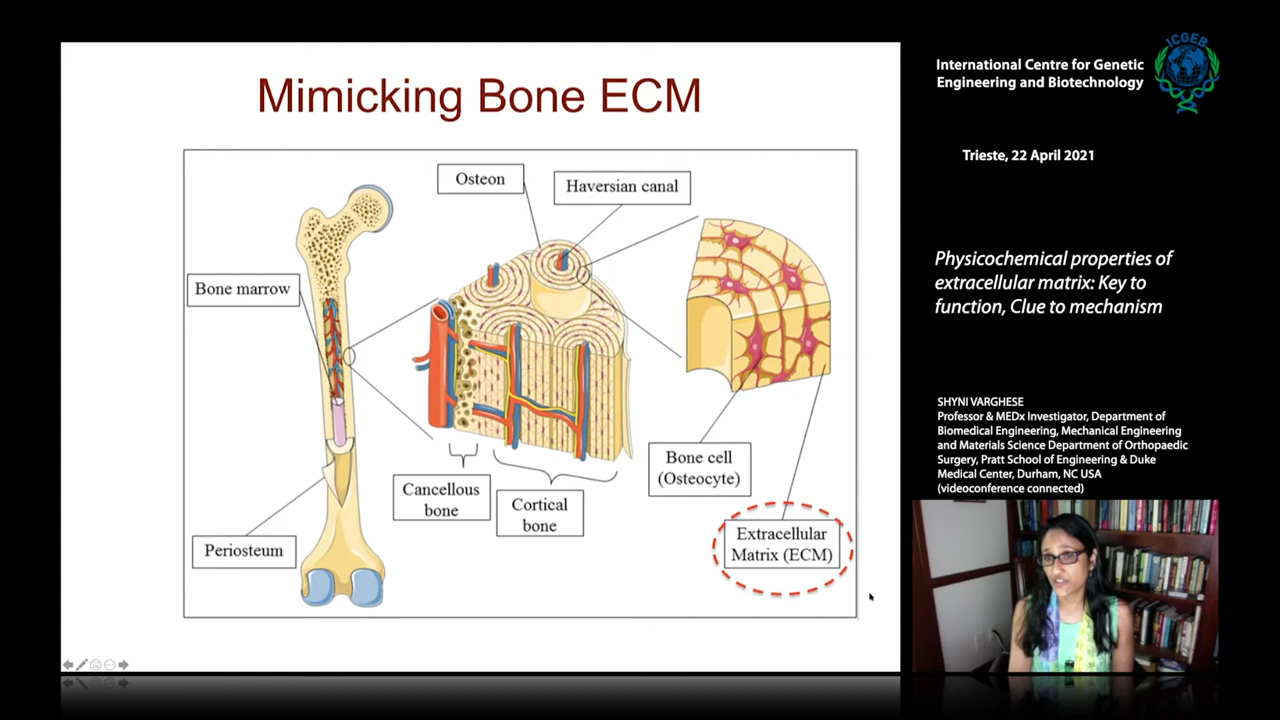 Mimicking Bone ECM
Osteon
Haversian canal
Bone marrow
Bone cell
(Osteocyte)
Cancellous
bone
Cortical
bone
Extracellular
Matrix (ECM)
Periosteum
International Centre for Genetic
Engineering and Biotechnology
ICGEB
Trieste, 22 April 2021
Physicochemical properties of
extracellular matrix: Key to
function, Clue to mechanism
SHYNI VARGHESE
Professor & MEDx Investigator, Department of
Biomedical Engineering, Mechanical Engineering
and Materials Science Department of Orthopaedic
Surgery, Pratt School of Engineering & Duke
Medical Center, Durham, NC USA
(videoconference connected)